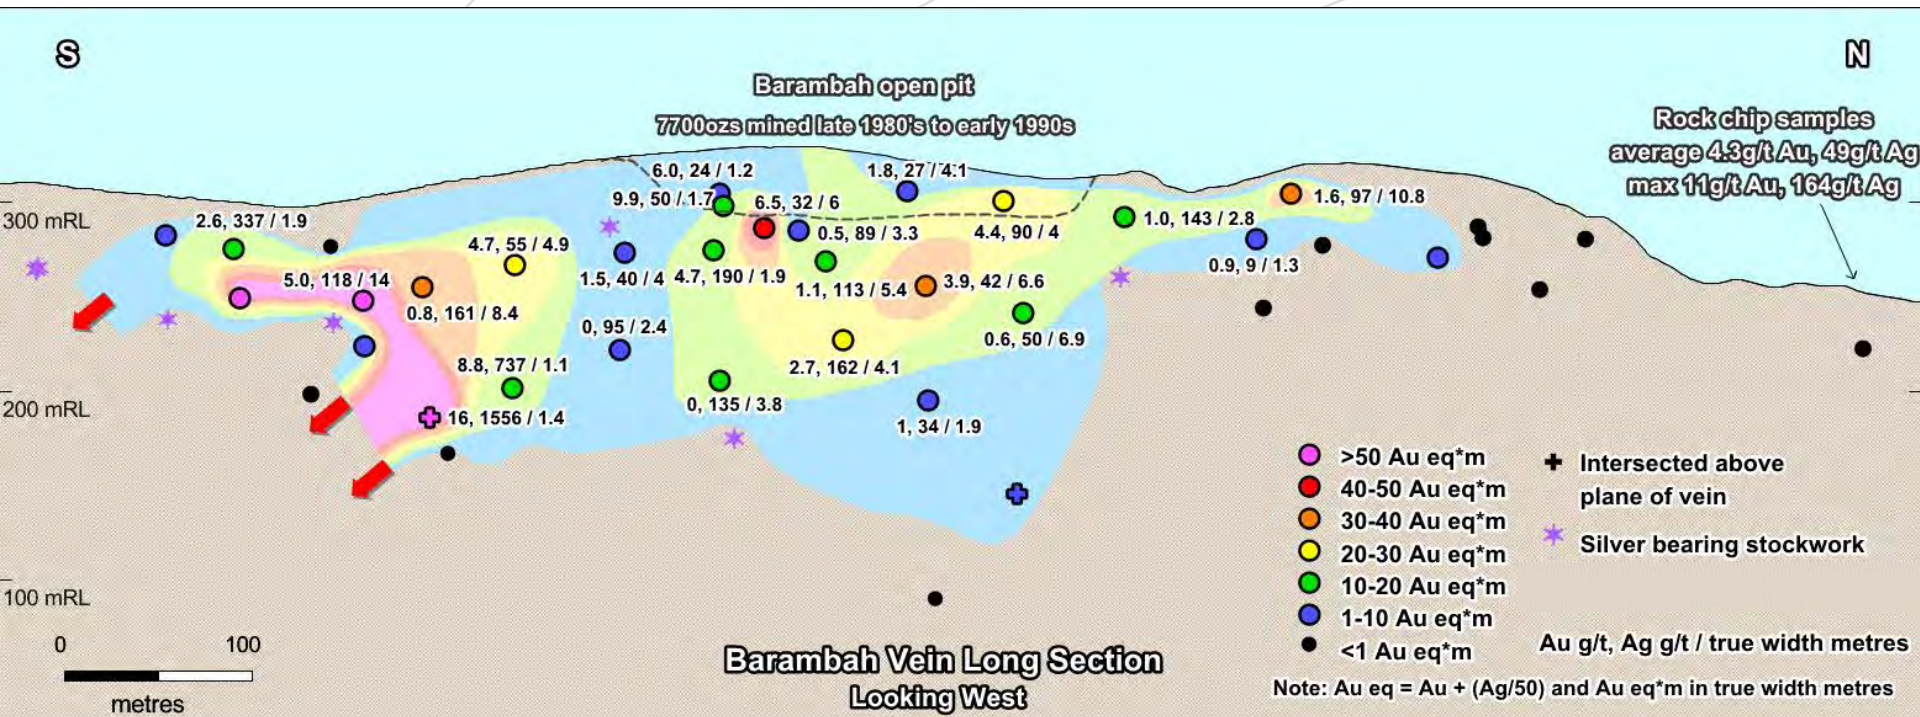 S
N
Barambah open pit
7700ozs mined late 1980's to early 1990s
Rock chip samples
average 4.3g/t Au, 49g/t Ag
max 11g/t Au, 164g/t Ag
6.0, 24 / 1.2
1.8, 27 / 4.1
9.9, 50 / 1.7
6.5, 32 / 6
1.6, 97 / 10.8
300 mRL
2.6, 337 / 1.9
1.0, 143 / 2.8
0.5, 89 / 3.3
4.4, 90 / 4
4.7, 55 / 4.9
0.9, 9 / 1.3
5.0, 118 / 14
1.5, 40 / 4
4.7, 190 / 1.9
1.1, 113 / 5.4
3.9, 42 / 6.6
0.8, 161 / 8.4
0, 95 / 2.4
0.6, 50 / 6.9
8.8, 737 / 1.1
2.7, 162 / 4.1
200 mRL
0, 135 / 3.8
16, 1556 / 1.4
1, 34 / 1.9
>50 Au eq*m
40-50 Au eq*m
30-40 Au eq*m
20-30 Au eq*m
10-20 Au eq*m
1-10 Au eq*m
<1 Au eq*m
Intersected above
plane of vein
Silver bearing stockwork
100 mRL
0 100
metres
Barambah Vein Long Section
Looking West
Au g/t, Ag g/t / true width metres
Note: Au eq = Au + (Ag/50) and Au eq*m in true width metres